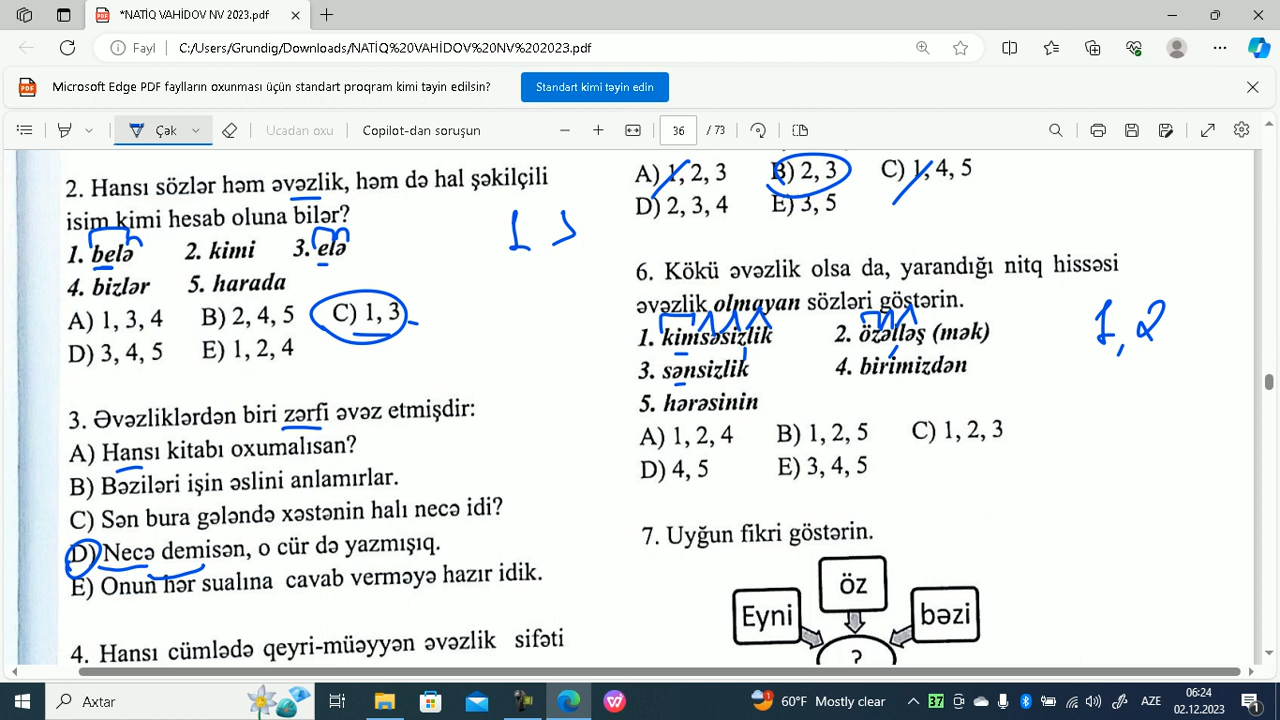 *NATİQ VAHİDOV NV 2023.pdf
Fayl
C:/Users/Grundig/Downloads/NATİQ%20VAHİDOV%20NV%202023.pdf
Microsoft Edge PDF faylların oxunması üçün standart proqram kimi təyin edilsin?
Standart kimi təyin edin
Çək
Ucadan oxu
Copilot-dan soruşun
36 / 73
2. Hansı sözlər həm əvəzlik, həm də hal şəkilçili
isim kimi hesab oluna bilər?
1. belə 2. kimi 3. elə
4. bizlər 5. harada
A) 1, 3, 4 B) 2, 4, 5 C) 1, 3
D) 3, 4, 5 E) 1, 2, 4
1
3. Əvəzliklərdən biri zərfi əvəz etmişdir:
A) Hansı kitabı oxumalısan?
B) Bəziləri işin əslini anlamırlar.
C) Sən bura gələndə xəstənin halı necə idi?
D) Necə demisən, o cür də yazmışıq.
E) Onun hər sualına cavab verməyə hazır idik.
4. Hansı cümlədə qeyri-müəyyən əvəzlik sifəti
A) 1, 2, 3 B) 2, 3 C) 1, 4, 5
D) 2, 3, 4 E) 3, 5
6. Kökü əvəzlik olsa da, yarandığı nitq hissəsi
əvəzlik olmayan sözləri göstərin.
1. kimsəsizlik 2. özəlləş (mək)
3. sənsizlik 4. birimizdən
5. hərəsinin
A) 1, 2, 4 B) 1, 2, 5 C) 1, 2, 3
D) 4, 5 E) 3, 4, 5
1, 2
7. Uyğun fikri göstərin.
Eyni
öz
bəzi
?
Axtar
60°F Mostly clear
37
AZE
06:24
02.12.2023
1